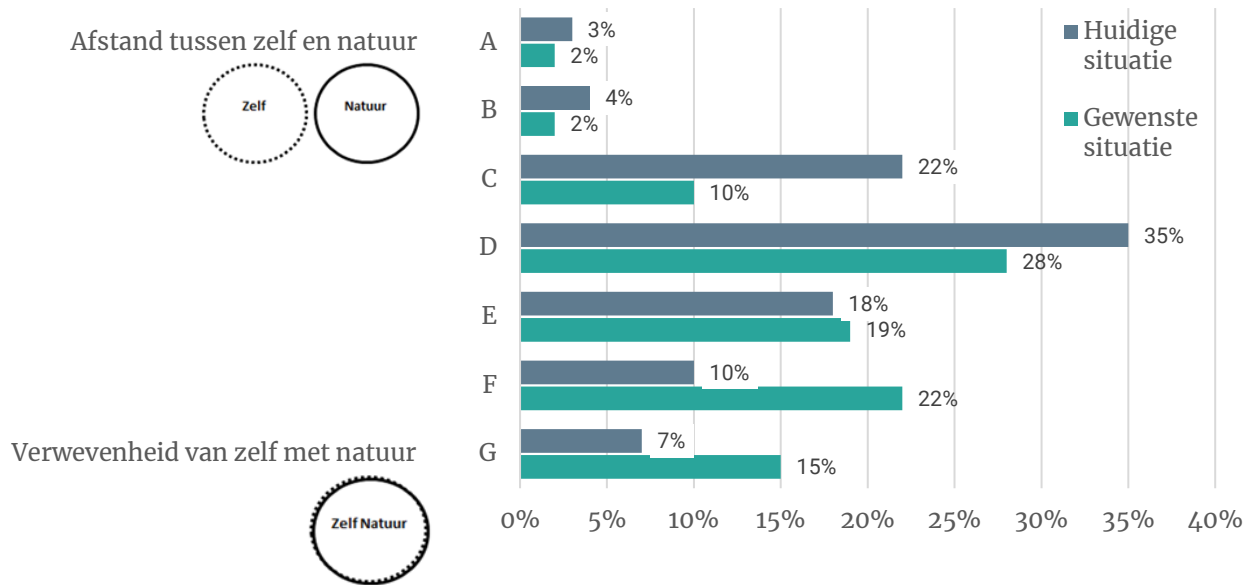 Afstand tussen zelf en natuur
Zelf
Natuur
A
3%
2%
B
4%
2%
C
22%
10%
D
35%
28%
E
18%
19%
F
10%
22%
Verwevenheid van zelf met natuur
Zelf Natuur
G
7%
15%
0%
5%
10%
15%
20%
25%
30%
35%
40%
Huidige
situatie
Gewenste
situatie